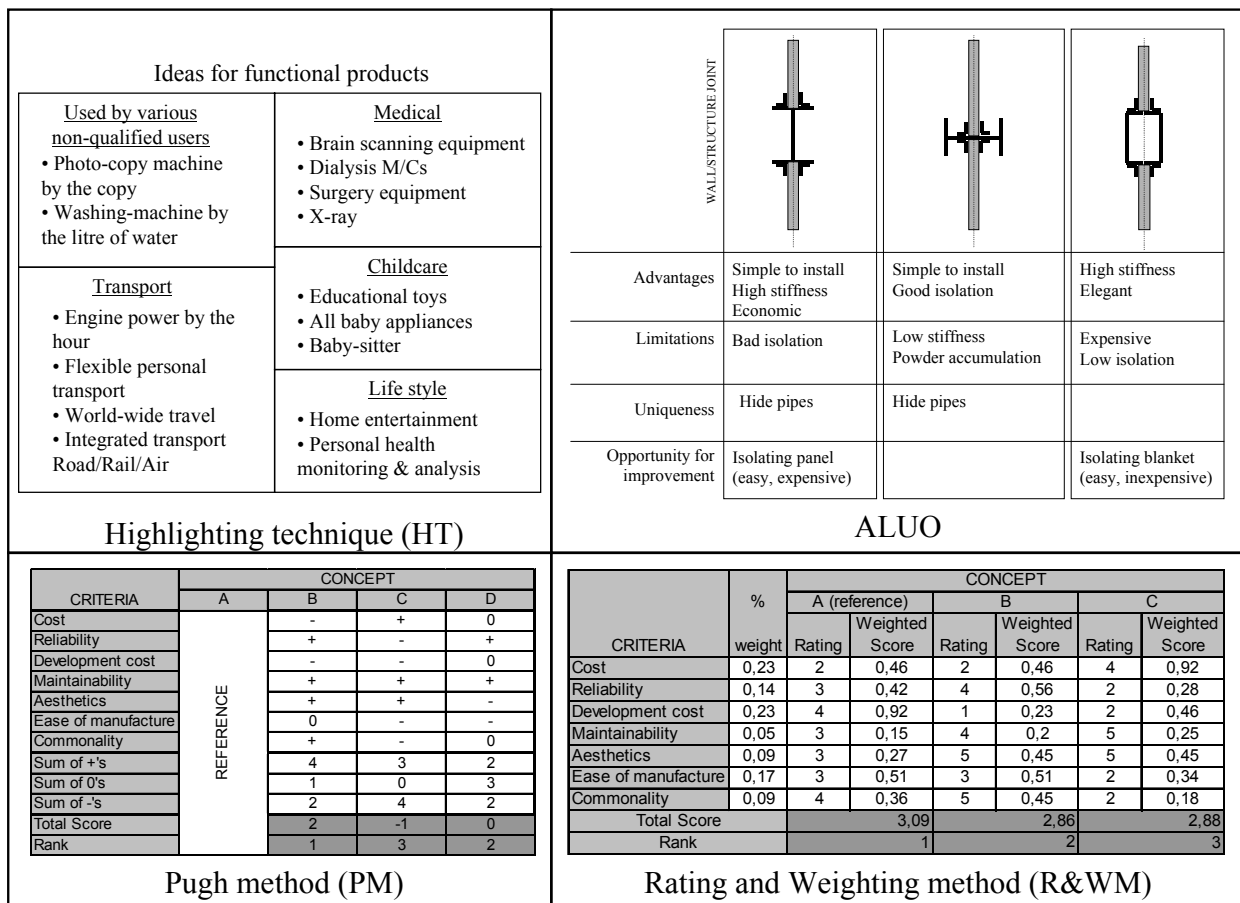 Ideas for functional products
Used by various
non-qualified users
• Photo-copy machine
by the copy
• Washing-machine by
the litre of water
Transport
• Engine power by the
hour
• Flexible personal
transport
• World-wide travel
• Integrated transport
Road/Rail/Air
Medical
• Brain scanning equipment
• Dialysis M/Cs
• Surgery equipment
• X-ray
Childcare
• Educational toys
• All baby appliances
• Baby-sitter
Life style
• Home entertainment
• Personal health
monitoring & analysis
Highlighting technique (HT)
WALL/STRUCTURE JOINT
Advantages Simple to install Simple to install High stiffness
High stiffness Good isolation Elegant
Economic
Limitations Bad isolation Low stiffness Expensive
Powder accumulation Low isolation
Uniqueness Hide pipes Hide pipes
Opportunity for Isolating panel Isolating blanket
improvement (easy, expensive) (easy, inexpensive)
ALUO
CONCEPT
CRITERIA A B C D
Cost - + 0
Reliability + - +
Development cost - - 0
Maintainability + + +
Aesthetics + + -
Ease of manufacture 0 - -
Commonality + - 0
REFERENCE
Sum of +'s 4 3 2
Sum of 0's 1 0 3
Sum of -'s 2 4 2
Total Score 2 -1 0
Rank 1 3 2
Pugh method (PM)
CONCEPT
% A (reference) B C
Weighted Weighted Weighted
CRITERIA weight Rating Score Rating Score Rating Score
Cost 0,23 2 0,46 2 0,46 4 0,92
Reliability 0,14 3 0,42 4 0,56 2 0,28
Development cost 0,23 4 0,92 1 0,23 2 0,46
Maintainability 0,05 3 0,15 4 0,2 5 0,25
Aesthetics 0,09 3 0,27 5 0,45 5 0,45
Ease of manufacture 0,17 3 0,51 3 0,51 2 0,34
Commonality 0,09 4 0,36 5 0,45 2 0,18
Total Score 3,09 2,86 2,88
Rank 1 2 3
Rating and Weighting method (R&WM)